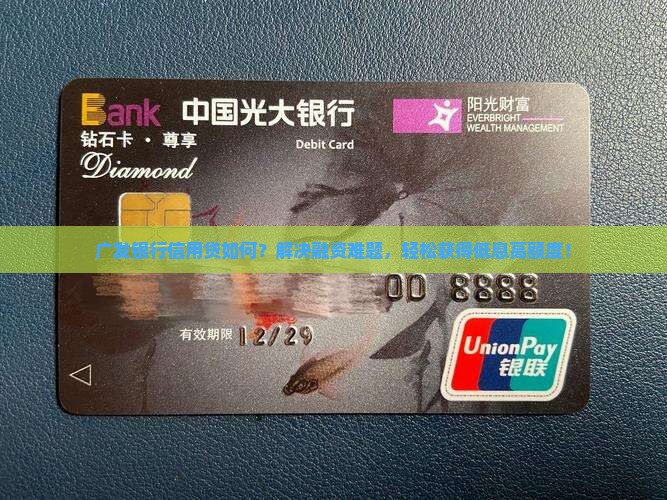 Bank 中国光大银行
阳光财富
EVERBRIGHT
WEALTH MANAGEMENT
钻石卡 · 尊享
Debit Card
Diamond
广发银行信用贷如何？解决融资难题，轻松获得低息高额度！
00 8888
有效期限 12/29
UnionPay
银联